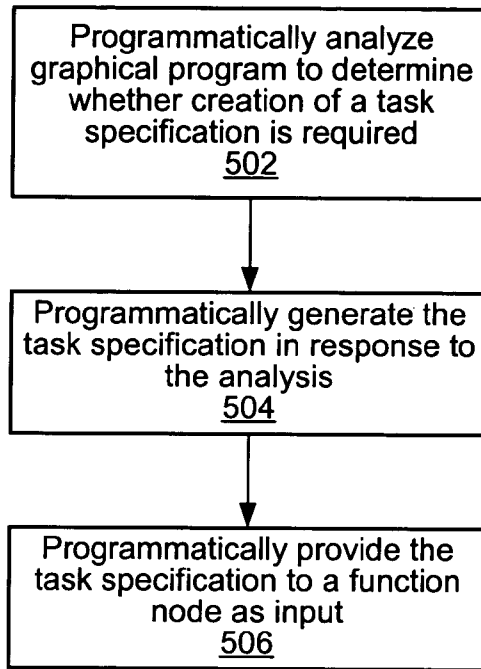 Programmatically analyze
graphical program to determine
whether creation of a task
specification is required
502
Programmatically generate the
task specification in response to
the analysis
504
Programmatically provide the
task specification to a function
node as input
506